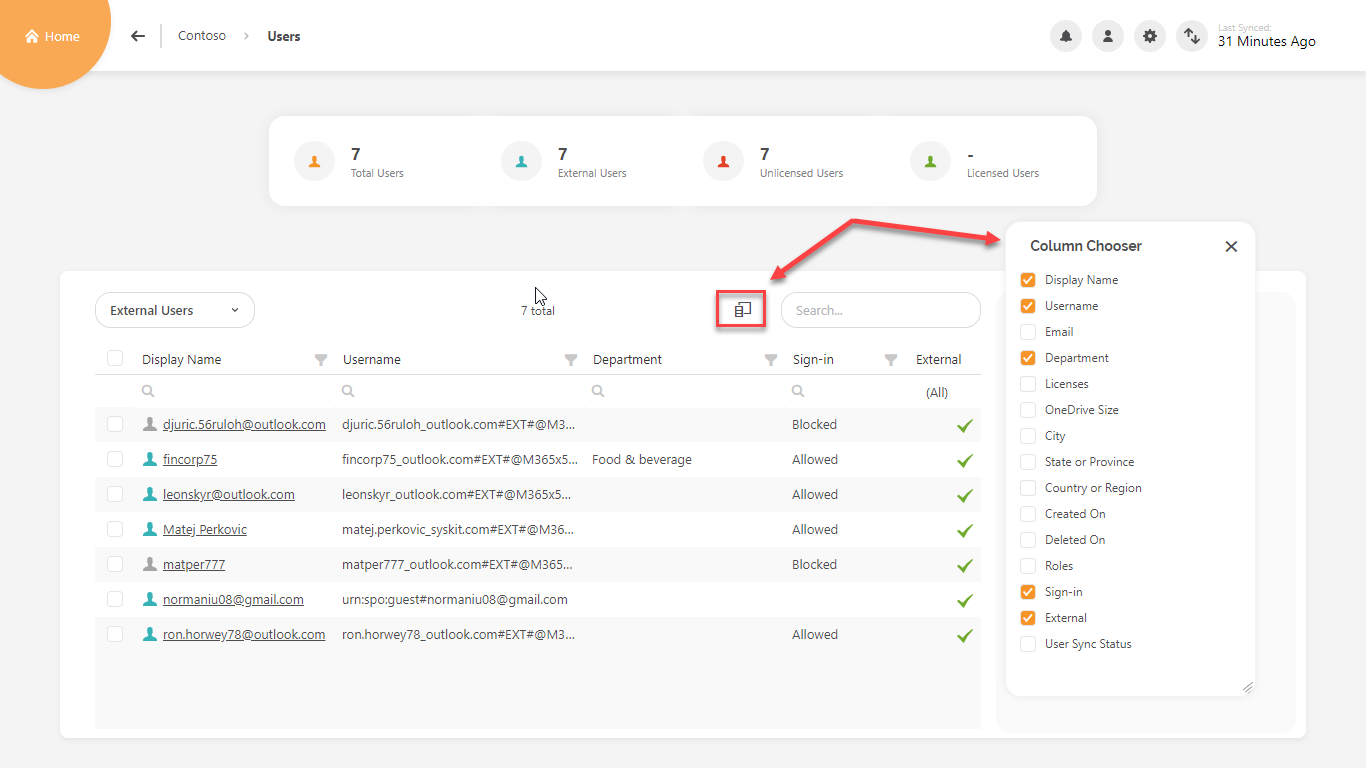 Home
Contoso > Users
Last Synced:
31 Minutes Ago
7
Total Users
7
External Users
7
Unlicensed Users
-
Licensed Users
External Users
7 total
Search...
Display Name Username Department Sign-in External
(All)
djuric.56ruloh@outlook.com djuric.56ruloh_outlook.com#EXT#@M3... Blocked
fincorp75 fincorp75_outlook.com#EXT#@M365x5... Food & beverage Allowed
leonskyr@outlook.com leonskyr_outlook.com#EXT#@M365x5... Allowed
Matej Perkovic matej.perkovic_syskit.com#EXT#@M36... Allowed
matper777 matper777_outlook.com#EXT#@M365... Blocked
normaniu08@gmail.com urn:spo:guest#normaniu08@gmail.com
ron.horwey78@outlook.com ron.horwey78_outlook.com#EXT#@M3... Allowed
Column Chooser
Display Name
Username
Email
Department
Licenses
OneDrive Size
City
State or Province
Country or Region
Created On
Deleted On
Roles
Sign-in
External
User Sync Status